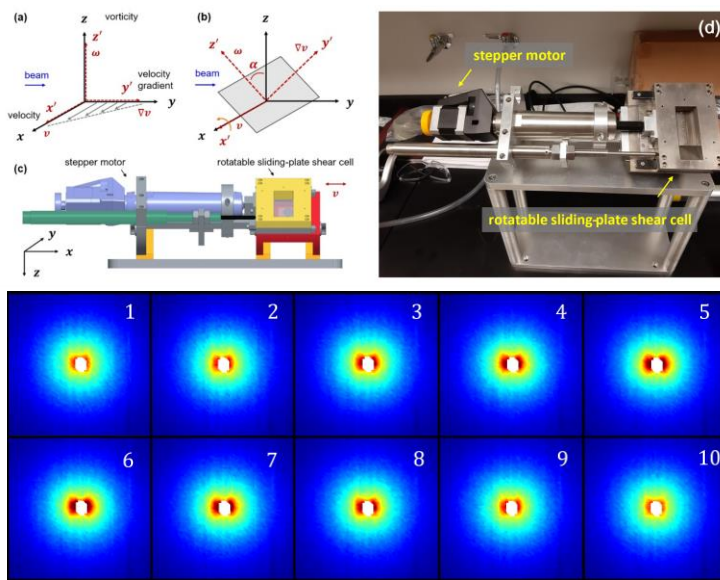 (a)
vorticity
z
z′
ω
beam
velocity gradient
y′
y
velocity
x′
∇v
x
v
(b)
z
z′
ω
∇v
y′
α
beam
y
x
v
x′
(c)
stepper motor
rotatable sliding-plate shear cell
v
y
x
z
(d)
stepper motor
rotatable sliding-plate shear cell
1
2
3
4
5
6
7
8
9
10